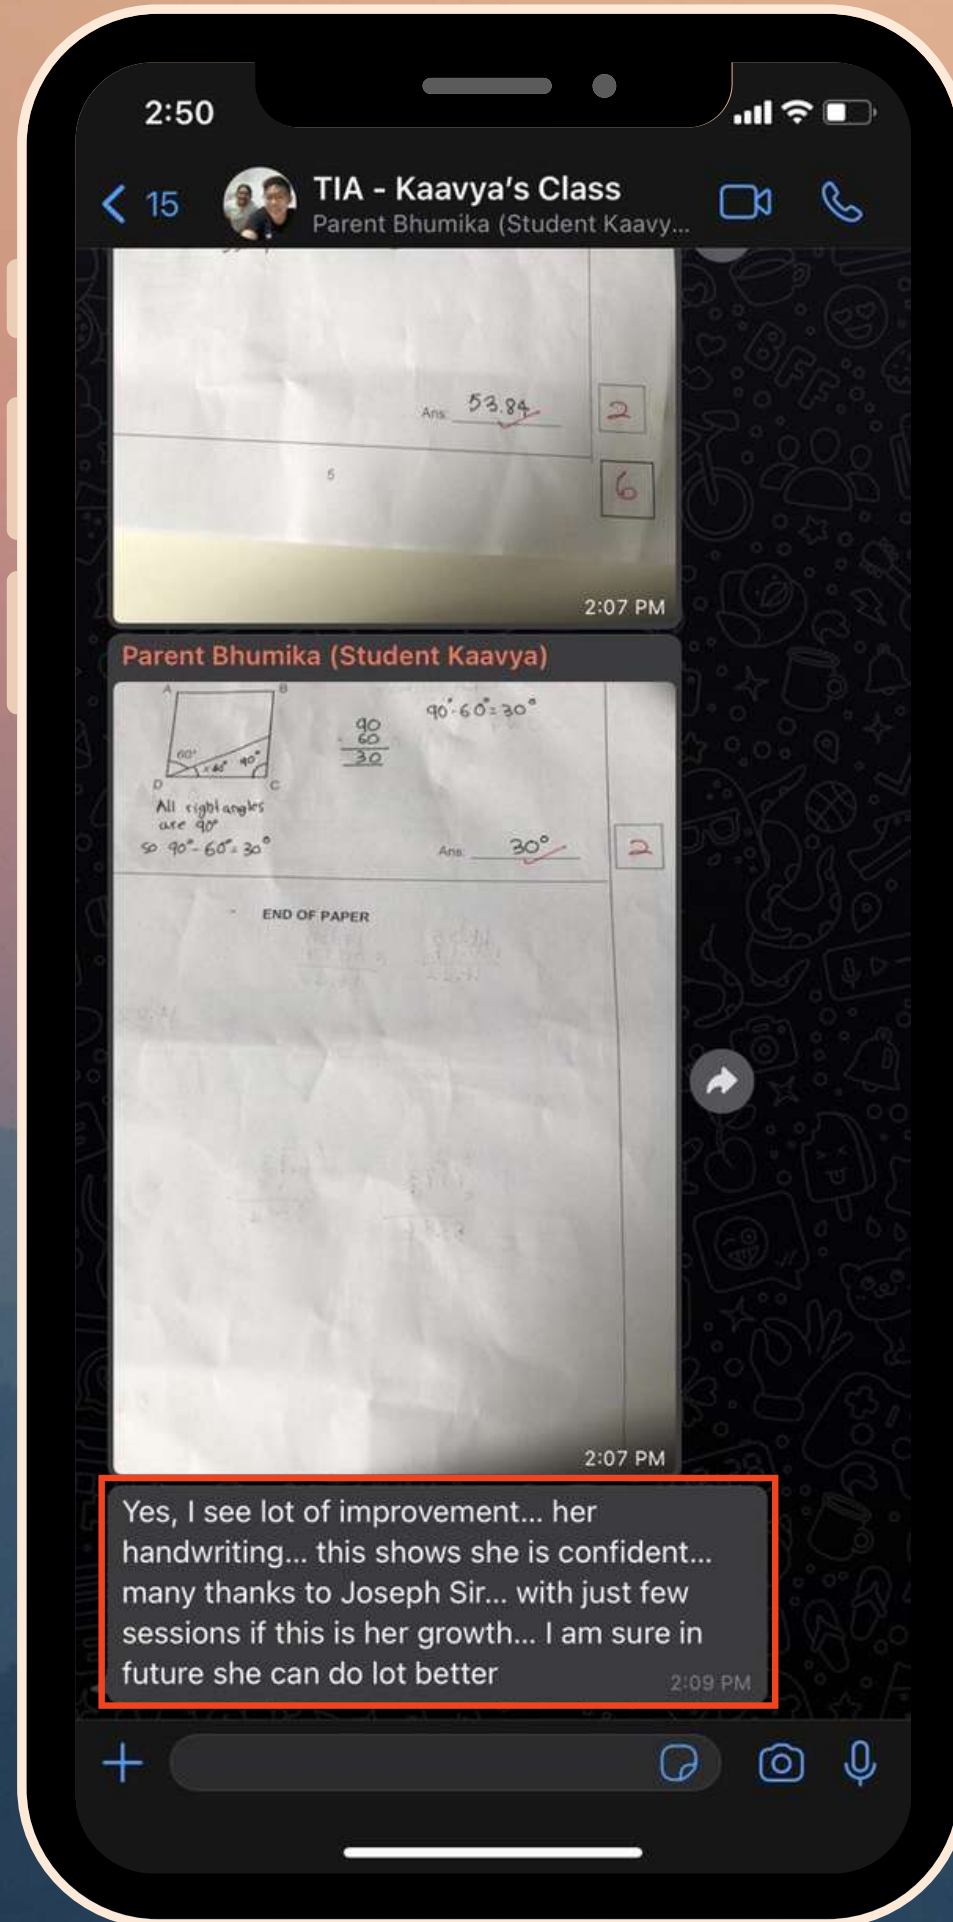 2:50
15
TIA - Kaavya's Class
Parent Bhumika (Student Kaavy...
Ans: 53.84
2
5
6
2:07 PM
Parent Bhumika (Student Kaavya)
A B
90
- 60
30
90°-60°=30°
60°
90°
D C
All right angles
are 90°
so 90°-60°=30°
Ans: 30°
2
END OF PAPER
2:07 PM
Yes, I see lot of improvement... her
handwriting... this shows she is confident...
many thanks to Joseph Sir... with just few
sessions if this is her growth... I am sure in
future she can do lot better
2:09 PM